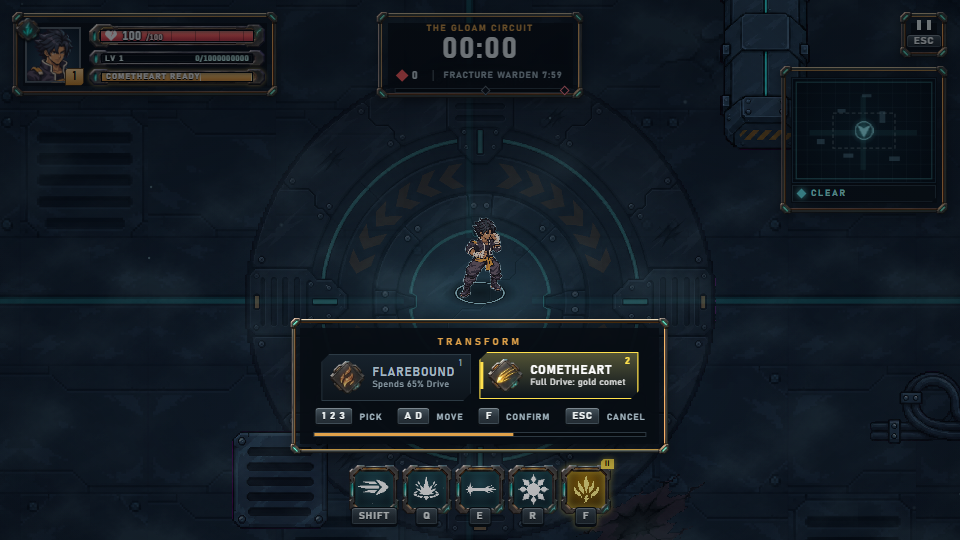 100 /100
LV 1 0/1000000000
COMETHEART READY
1
THE GLOAM CIRCUIT
00:00
0 | FRACTURE WARDEN 7:59
ESC
CLEAR
TRANSFORM
FLAREBOUND 1
Spends 65% Drive
COMETHEART 2
Full Drive: gold comet
1 2 3 PICK A D MOVE F CONFIRM ESC CANCEL
SHIFT Q E R F